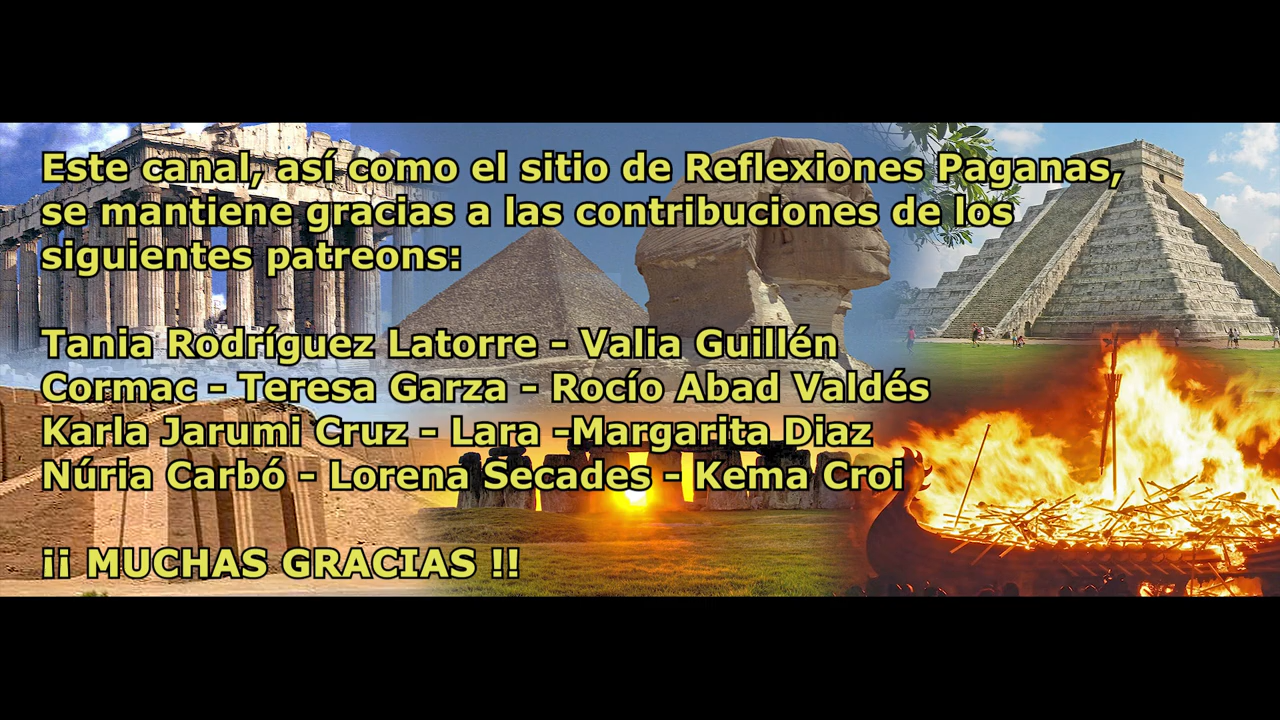 Este canal, así como el sitio de Reflexiones Paganas,
se mantiene gracias a las contribuciones de los
siguientes patreons:
Tania Rodríguez Latorre - Valia Guillén
Cormac - Teresa Garza - Rocío Abad Valdés
Karla Jarumi Cruz - Lara -Margarita Diaz
Núria Carbó - Lorena Secades - Kema Croi
¡¡ MUCHAS GRACIAS !!